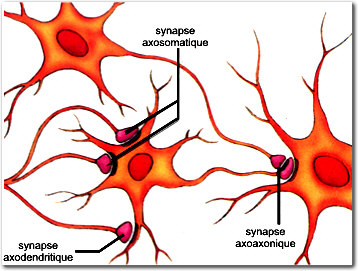 synapse
axosomatique
synapse
axoaxonique
synapse
axodendritique